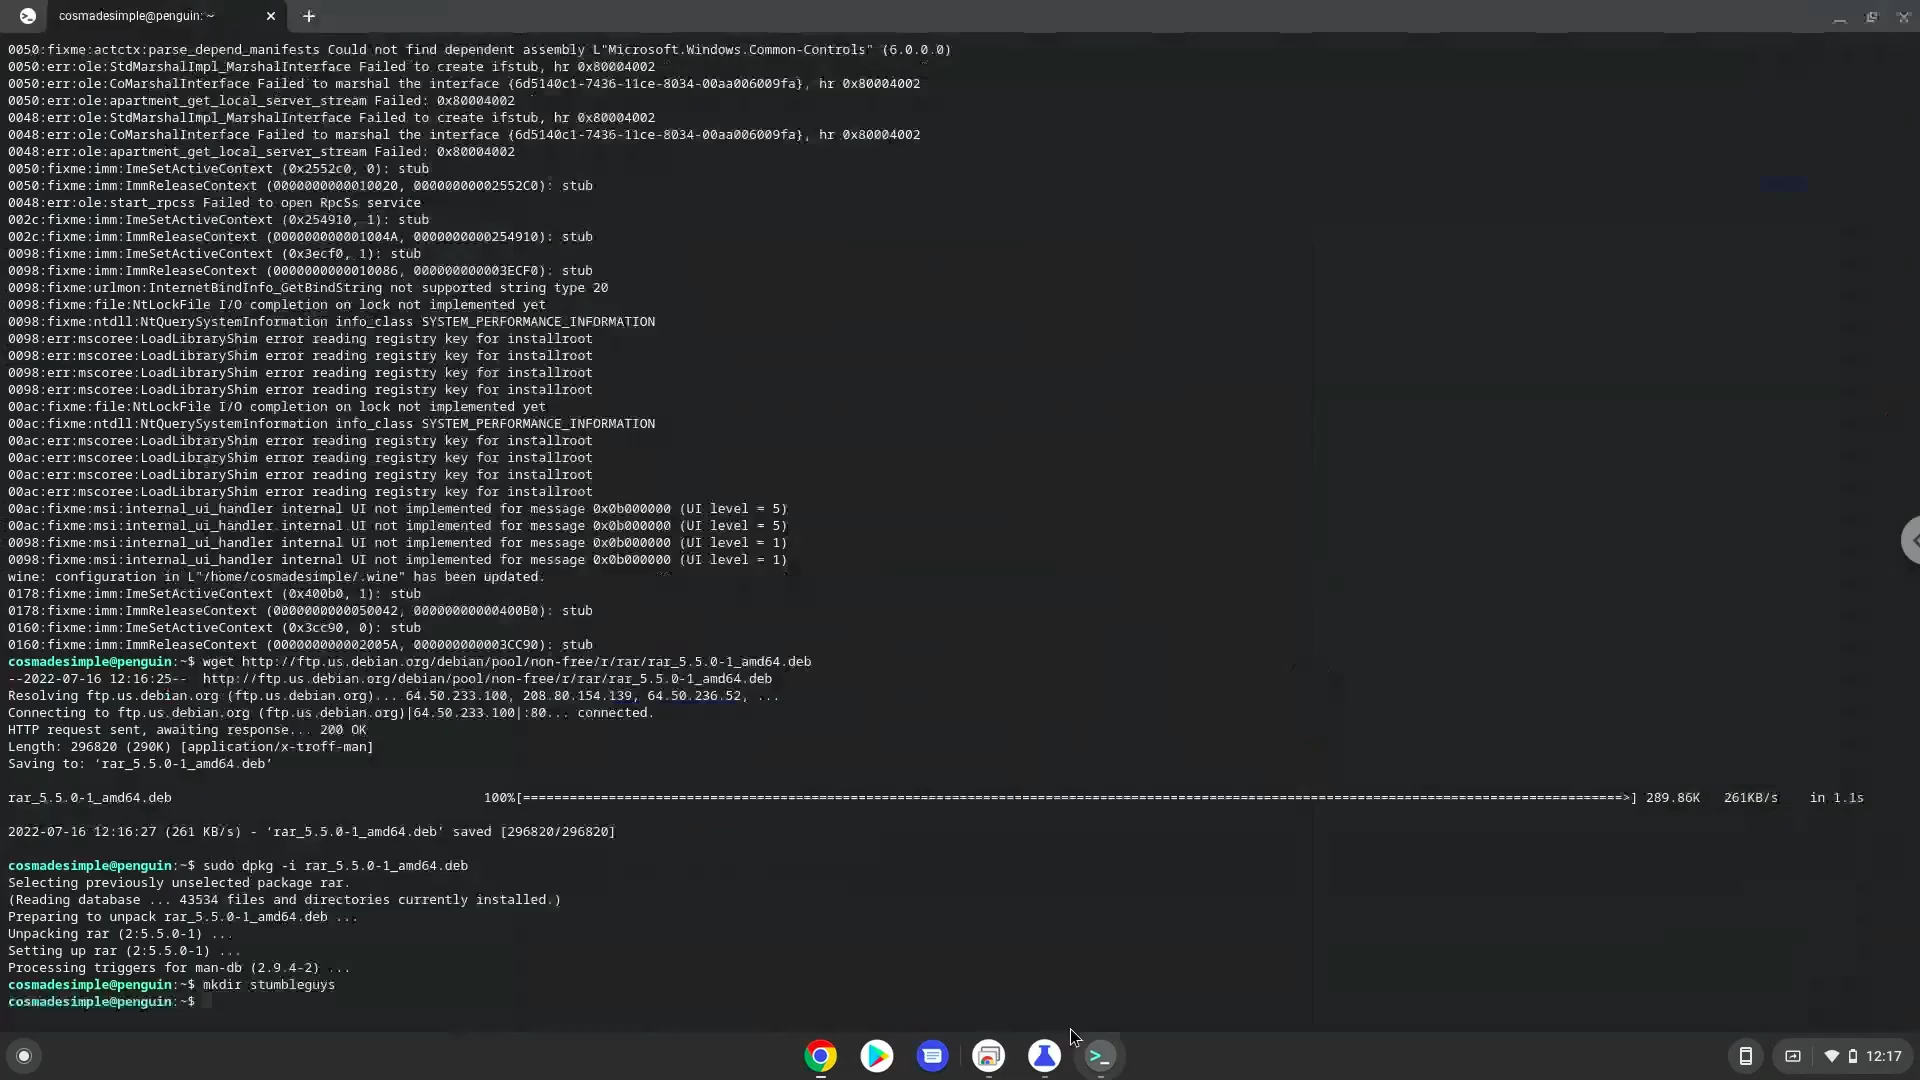 cosmadesimple@penguin: ~
0050:fixme:actctx:parse_depend_manifests Could not find dependent assembly L"Microsoft.Windows.Common-Controls" (6.0.0.0)
0050:err:ole:StdMarshalImpl_MarshalInterface Failed to create ifstub, hr 0x80004002
0050:err:ole:CoMarshalInterface Failed to marshal the interface {6d5140c1-7436-11ce-8034-00aa006009fa}, hr 0x80004002
0050:err:ole:apartment_get_local_server_stream Failed: 0x80004002
0048:err:ole:StdMarshalImpl_MarshalInterface Failed to create ifstub, hr 0x80004002
0048:err:ole:CoMarshalInterface Failed to marshal the interface {6d5140c1-7436-11ce-8034-00aa006009fa}, hr 0x80004002
0048:err:ole:apartment_get_local_server_stream Failed: 0x80004002
0050:fixme:imm:ImeSetActiveContext (0x2552c0, 0): stub
0050:fixme:imm:ImmReleaseContext (0000000000010020, 00000000002552C0): stub
0048:err:ole:start_rpcss Failed to open RpcSs service
002c:fixme:imm:ImeSetActiveContext (0x254910, 1): stub
002c:fixme:imm:ImmReleaseContext (000000000001004A, 0000000000254910): stub
0098:fixme:imm:ImeSetActiveContext (0x3ecf0, 1): stub
0098:fixme:imm:ImmReleaseContext (0000000000010086, 000000000003ECF0): stub
0098:fixme:urlmon:InternetBindInfo_GetBindString not supported string type 20
0098:fixme:file:NtLockFile I/O completion on lock not implemented yet
0098:fixme:ntdll:NtQuerySystemInformation info_class SYSTEM_PERFORMANCE_INFORMATION
0098:err:mscoree:LoadLibraryShim error reading registry key for installroot
0098:err:mscoree:LoadLibraryShim error reading registry key for installroot
0098:err:mscoree:LoadLibraryShim error reading registry key for installroot
0098:err:mscoree:LoadLibraryShim error reading registry key for installroot
00ac:fixme:file:NtLockFile I/O completion on lock not implemented yet
00ac:fixme:ntdll:NtQuerySystemInformation info_class SYSTEM_PERFORMANCE_INFORMATION
00ac:err:mscoree:LoadLibraryShim error reading registry key for installroot
00ac:err:mscoree:LoadLibraryShim error reading registry key for installroot
00ac:err:mscoree:LoadLibraryShim error reading registry key for installroot
00ac:err:mscoree:LoadLibraryShim error reading registry key for installroot
00ac:fixme:msi:internal_ui_handler internal UI not implemented for message 0x0b000000 (UI level = 5)
00ac:fixme:msi:internal_ui_handler internal UI not implemented for message 0x0b000000 (UI level = 5)
0098:fixme:msi:internal_ui_handler internal UI not implemented for message 0x0b000000 (UI level = 1)
0098:fixme:msi:internal_ui_handler internal UI not implemented for message 0x0b000000 (UI level = 1)
wine: configuration in L"/home/cosmadesimple/.wine" has been updated.
0178:fixme:imm:ImeSetActiveContext (0x400b0, 1): stub
0178:fixme:imm:ImmReleaseContext (0000000000050042, 00000000000400B0): stub
0160:fixme:imm:ImeSetActiveContext (0x3cc90, 0): stub
0160:fixme:imm:ImmReleaseContext (000000000002005A, 000000000003CC90): stub
cosmadesimple@penguin:~$ wget http://ftp.us.debian.org/debian/pool/non-free/r/rar/rar_5.5.0-1_amd64.deb
--2022-07-16 12:16:25--  http://ftp.us.debian.org/debian/pool/non-free/r/rar/rar_5.5.0-1_amd64.deb
Resolving ftp.us.debian.org (ftp.us.debian.org)... 64.50.233.100, 208.80.154.139, 64.50.236.52, ...
Connecting to ftp.us.debian.org (ftp.us.debian.org)|64.50.233.100|:80... connected.
HTTP request sent, awaiting response... 200 OK
Length: 296820 (290K) [application/x-troff-man]
Saving to: ‘rar_5.5.0-1_amd64.deb’
rar_5.5.0-1_amd64.deb 100%[=============================================================================================================================================>] 289.86K 261KB/s in 1.1s
2022-07-16 12:16:27 (261 KB/s) - ‘rar_5.5.0-1_amd64.deb’ saved [296820/296820]
cosmadesimple@penguin:~$ sudo dpkg -i rar_5.5.0-1_amd64.deb
Selecting previously unselected package rar.
(Reading database ... 43534 files and directories currently installed.)
Preparing to unpack rar_5.5.0-1_amd64.deb ...
Unpacking rar (2:5.5.0-1) ...
Setting up rar (2:5.5.0-1) ...
Processing triggers for man-db (2.9.4-2) ...
cosmadesimple@penguin:~$ mkdir stumbleguys
cosmadesimple@penguin:~$
12:17